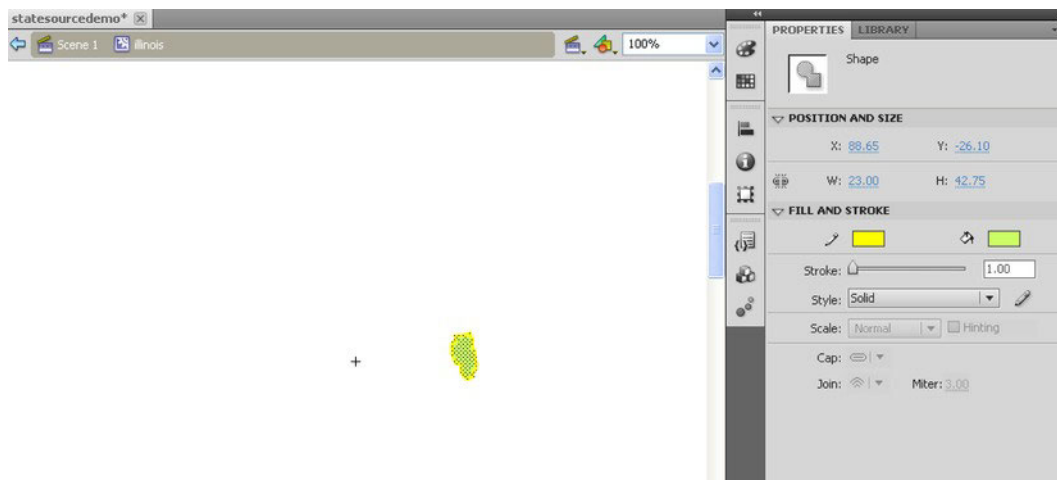 statesourcedemo*
Scene 1 illinois
100%
PROPERTIES LIBRARY
Shape
POSITION AND SIZE
X: 88.65 Y: -26.10
W: 23.00 H: 42.75
FILL AND STROKE
Stroke: 1.00
Style: Solid
Scale: Normal Hinting
Cap:
Join: Miter: 3.00